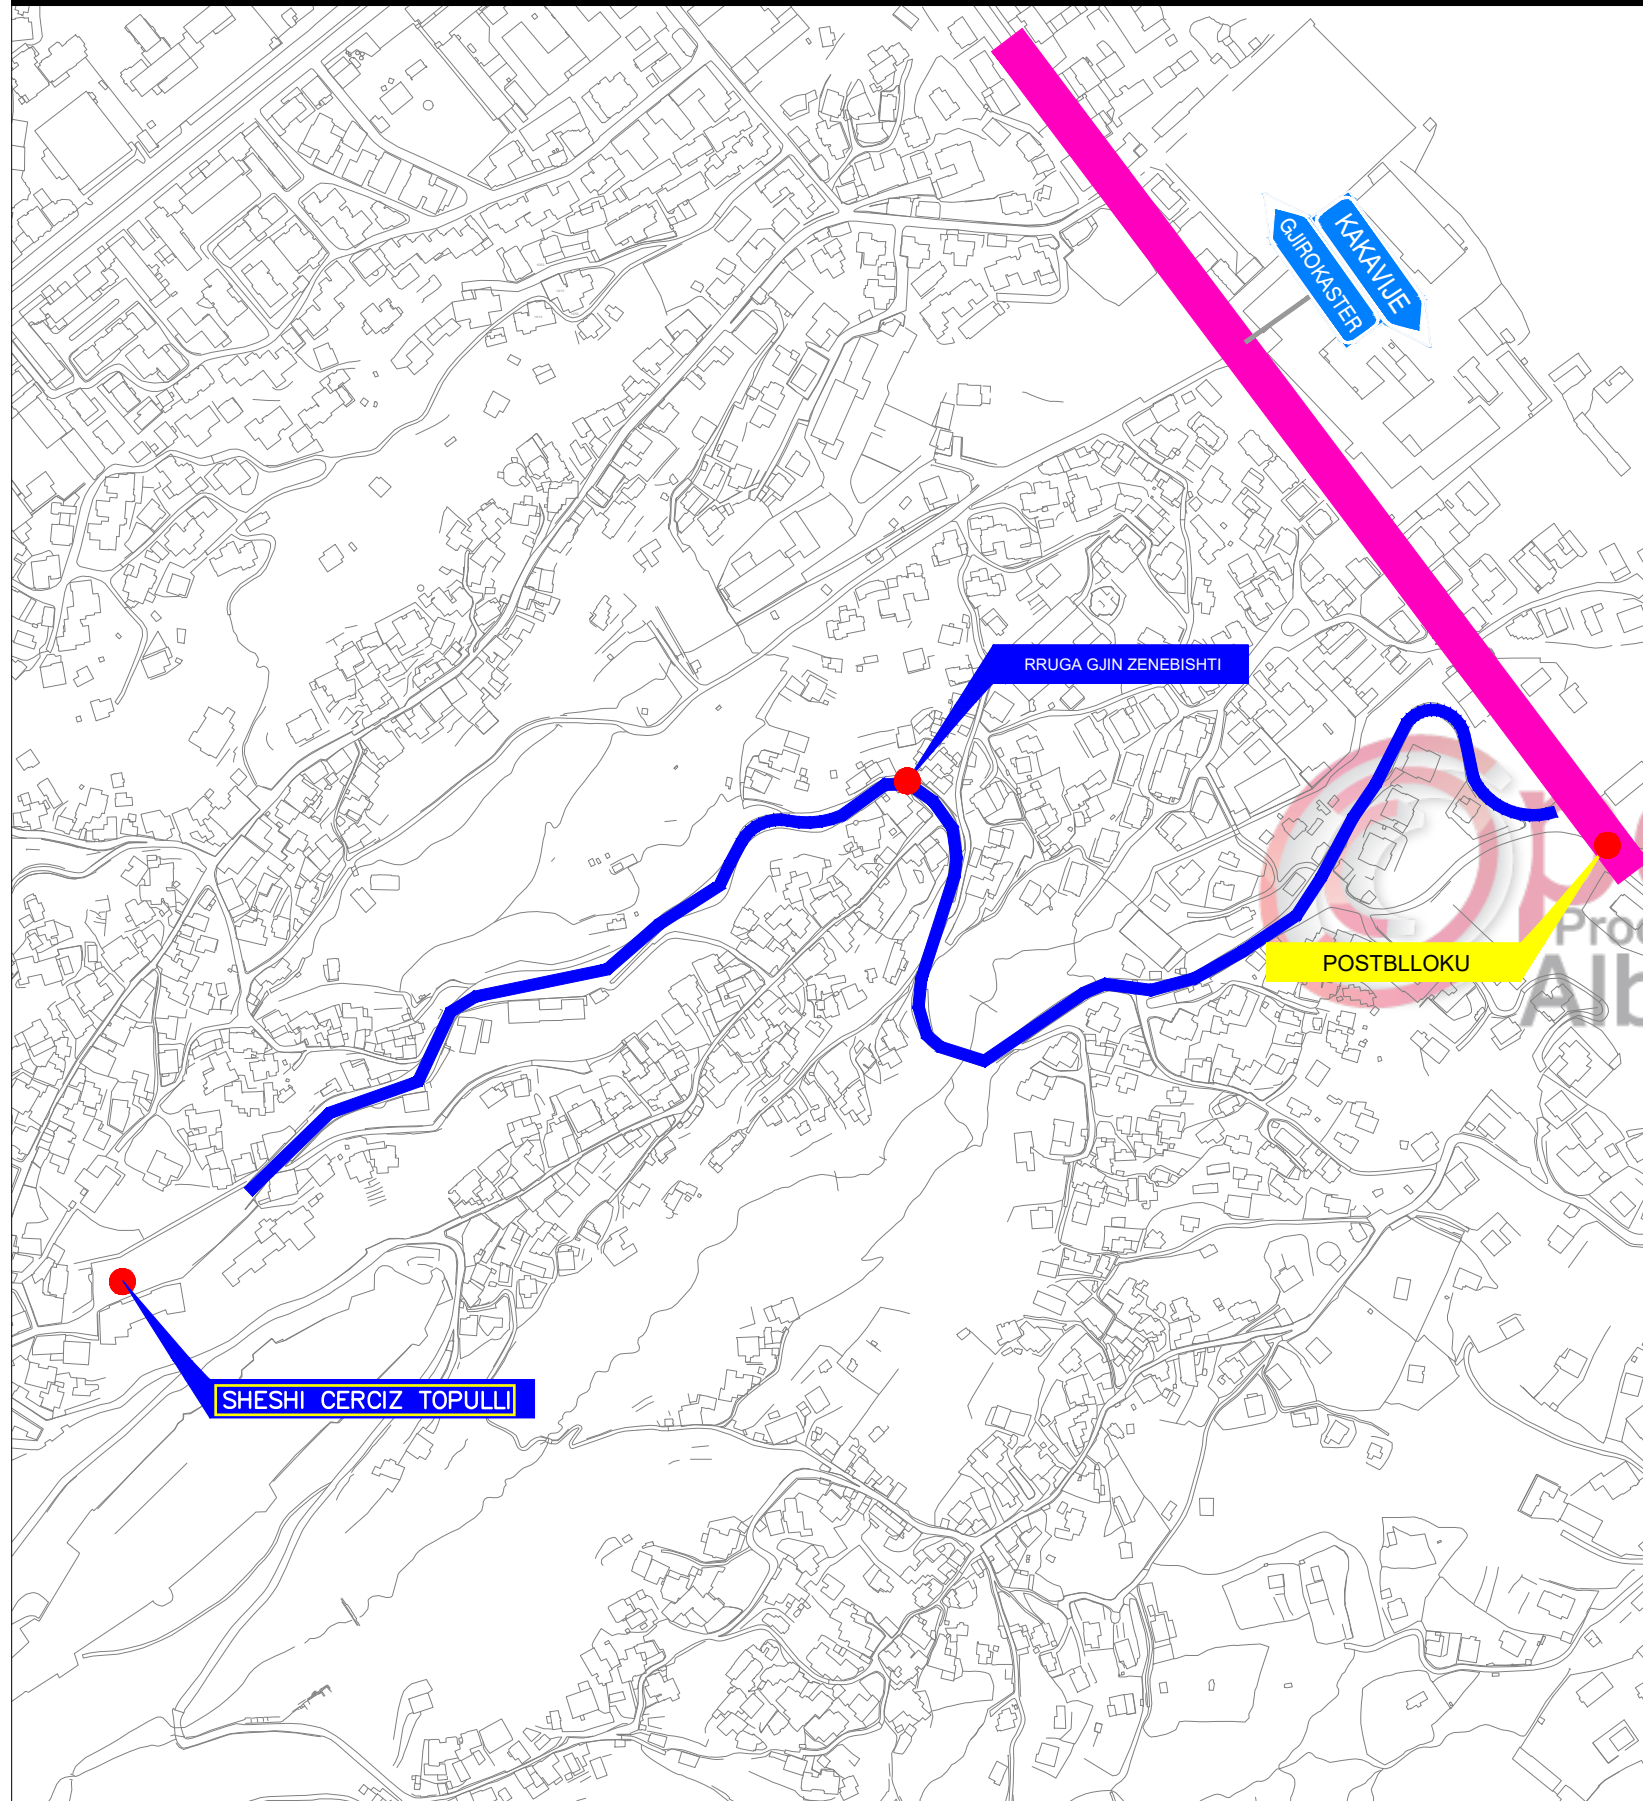 KAKAVIJE
GJIROKASTER
RRUGA GJIN ZENEBISHTI
POSTBLLOKU
SHESHI CERCIZ TOPULLI